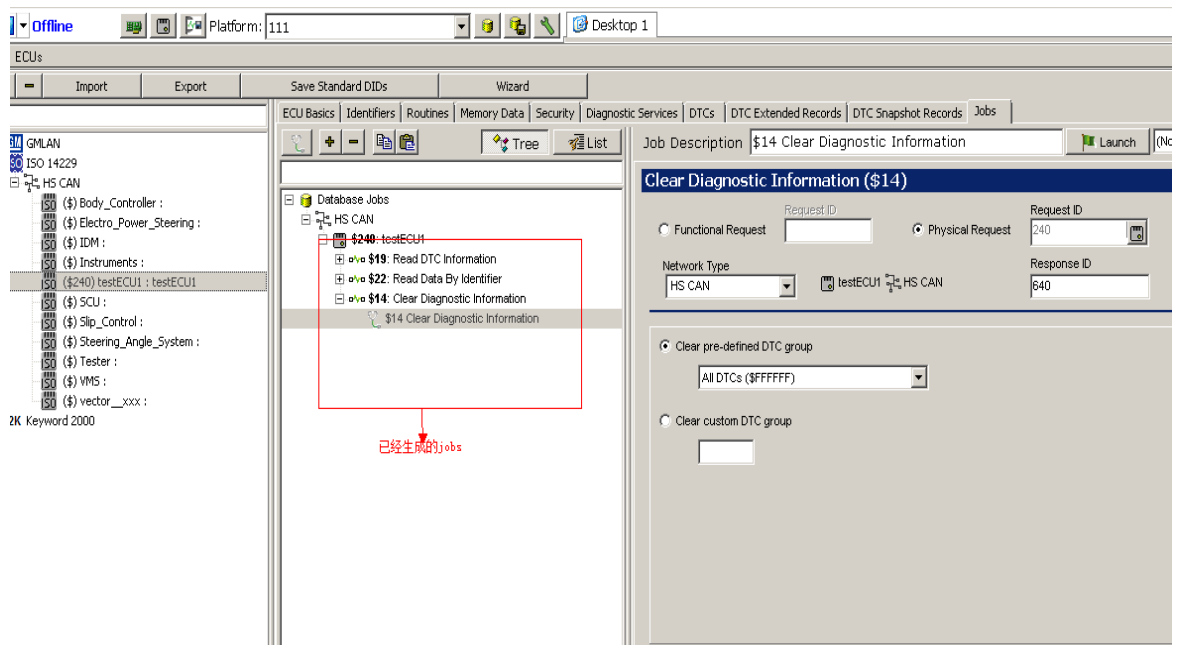 Offline
Platform: 111
Desktop 1
ECUs
Import Export Save Standard DIDs Wizard
ECU Basics Identifiers Routines Memory Data Security Diagnostic Services DTCs DTC Extended Records DTC Snapshot Records Jobs
GMLAN
ISO 14229
HS CAN
($) Body_Controller :
($) Electro_Power_Steering :
($) IDM :
($) Instruments :
($240) testECU1 : testECU1
($) SCU :
($) Slip_Control :
($) Steering_Angle_System :
($) Tester :
($) VMS :
($) vector__xxx :
2K Keyword 2000
Tree List
Database Jobs
HS CAN
$240: testECU1
$19: Read DTC Information
$22: Read Data By Identifier
$14: Clear Diagnostic Information
$14 Clear Diagnostic Information
已经生成的jobs
Job Description $14 Clear Diagnostic Information Launch (No
Clear Diagnostic Information ($14)
Request ID Request ID
Functional Request Physical Request 240
Network Type Response ID
HS CAN testECU1 HS CAN 640
Clear pre-defined DTC group
All DTCs ($FFFFFF)
Clear custom DTC group